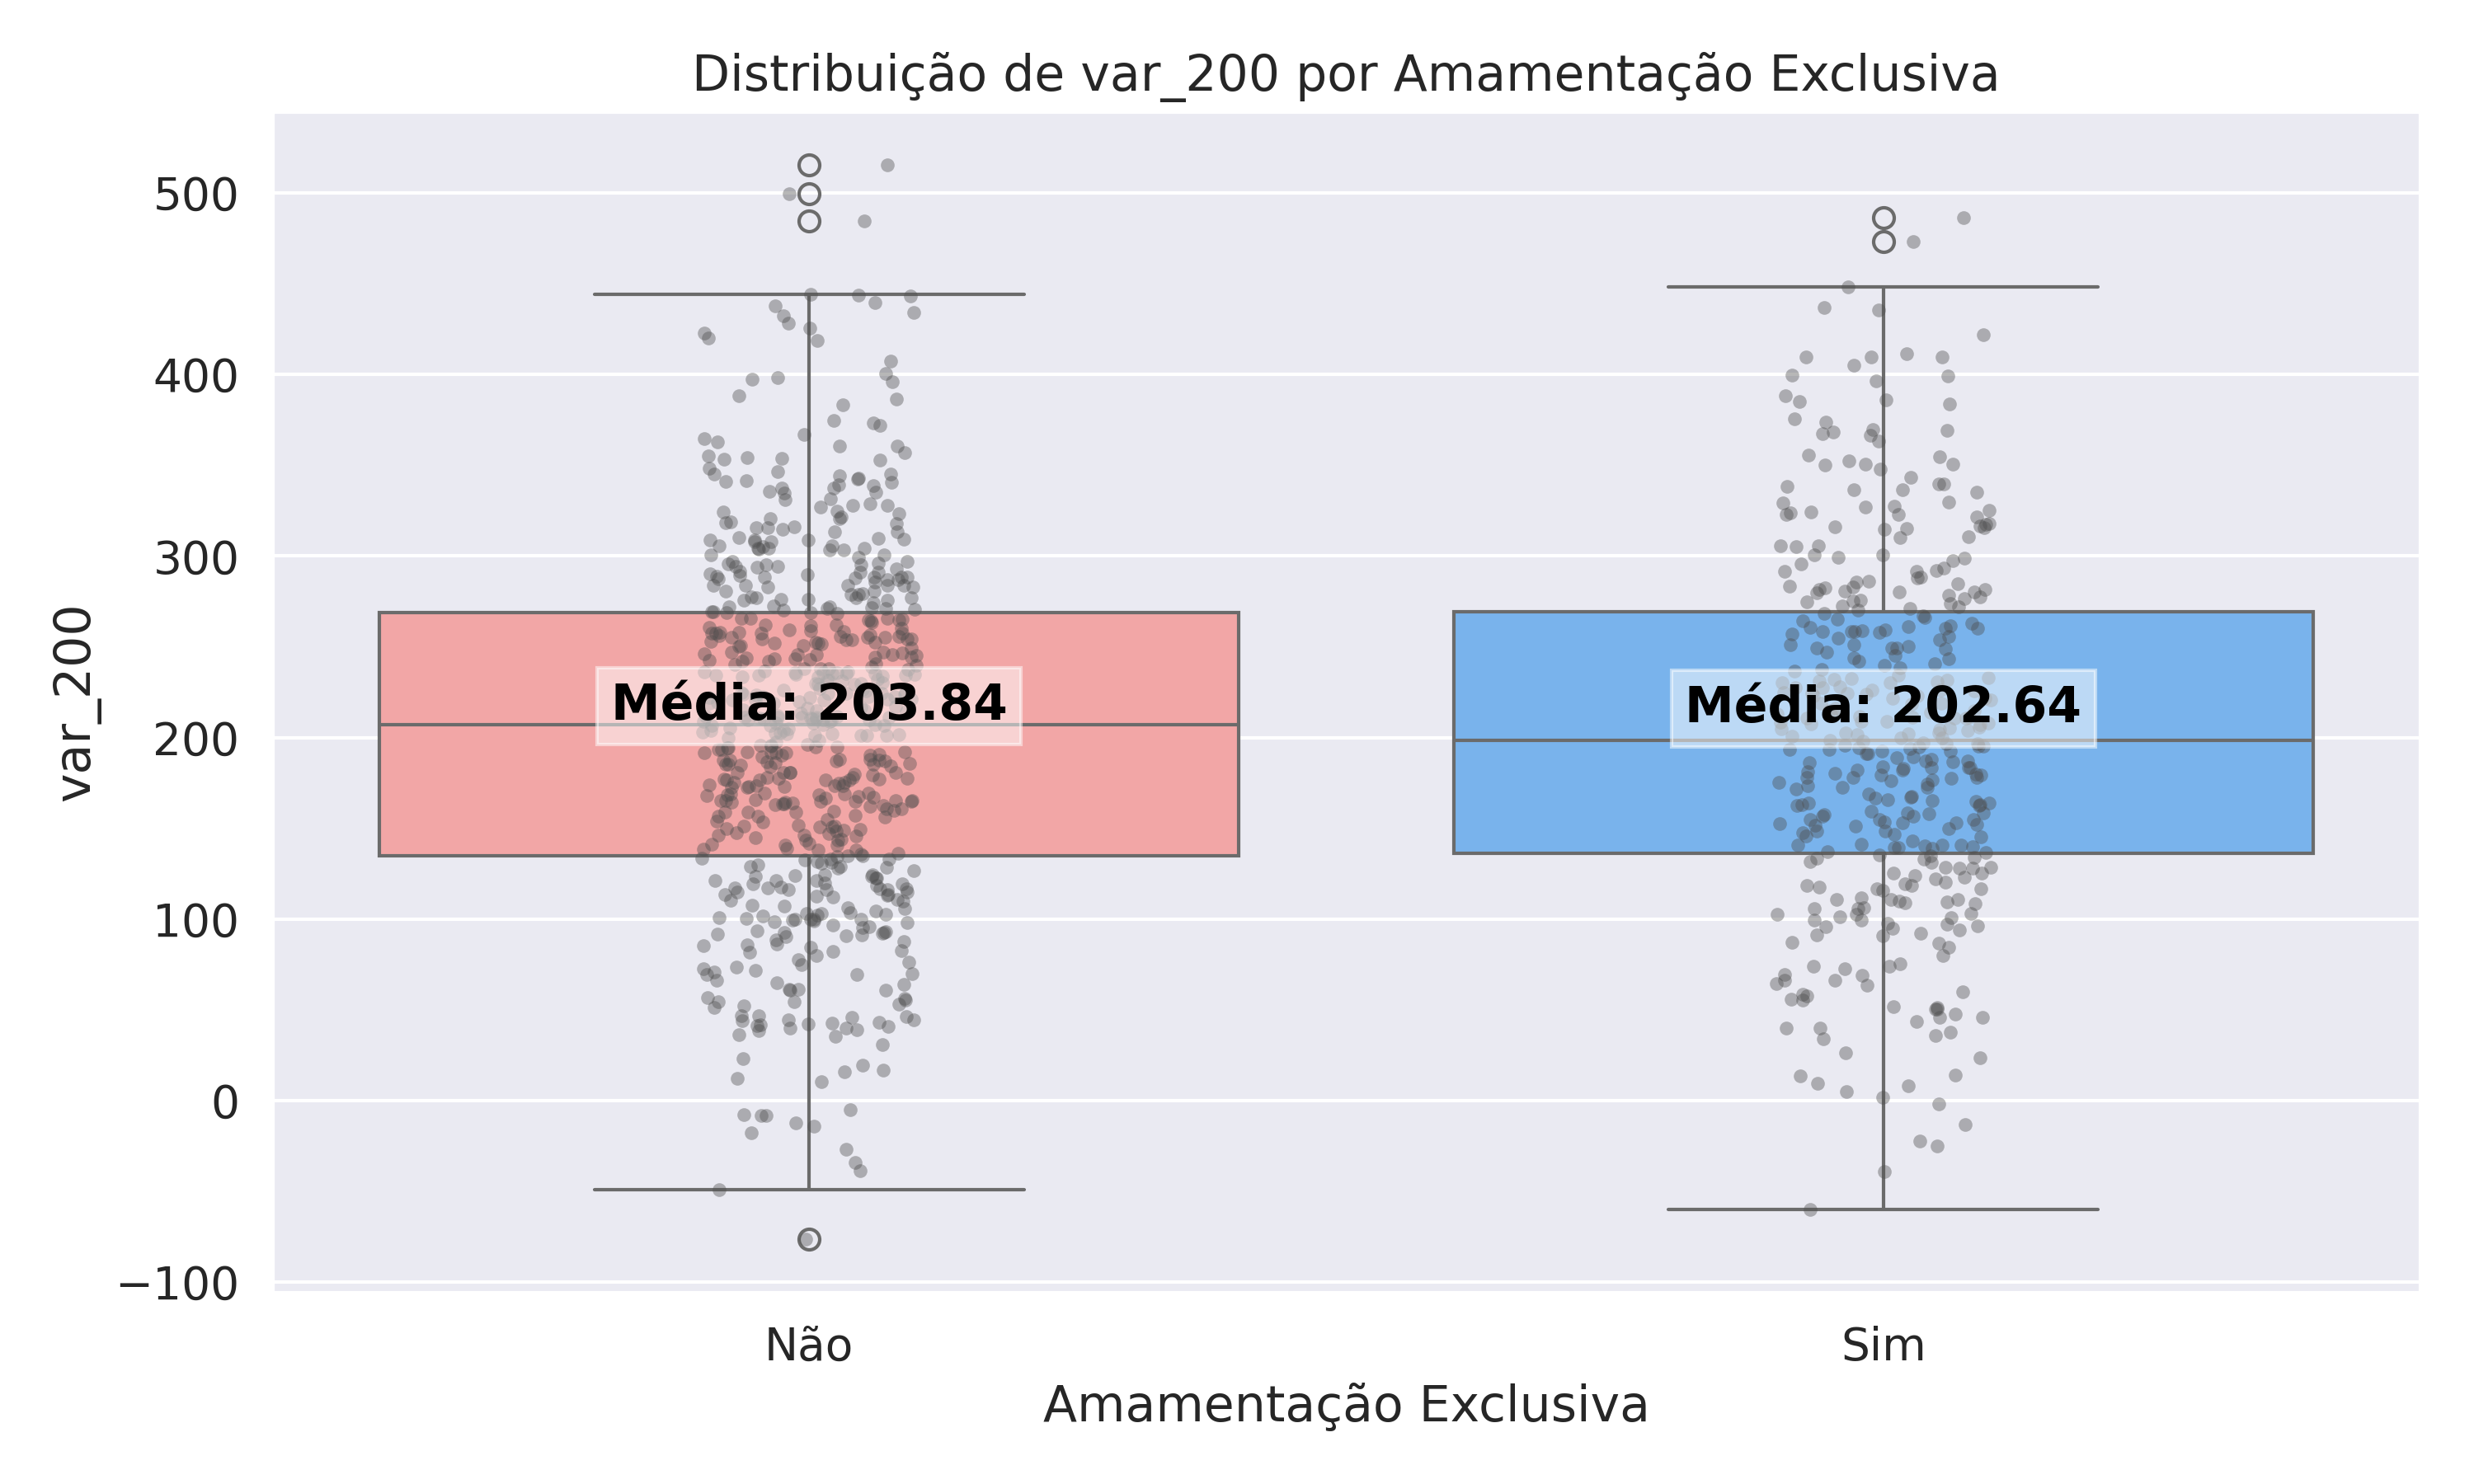 Distribuição de var_200 por Amamentação Exclusiva
var_200
500
400
300
200
100
0
−100
Média: 203.84
Média: 202.64
Não
Sim
Amamentação Exclusiva